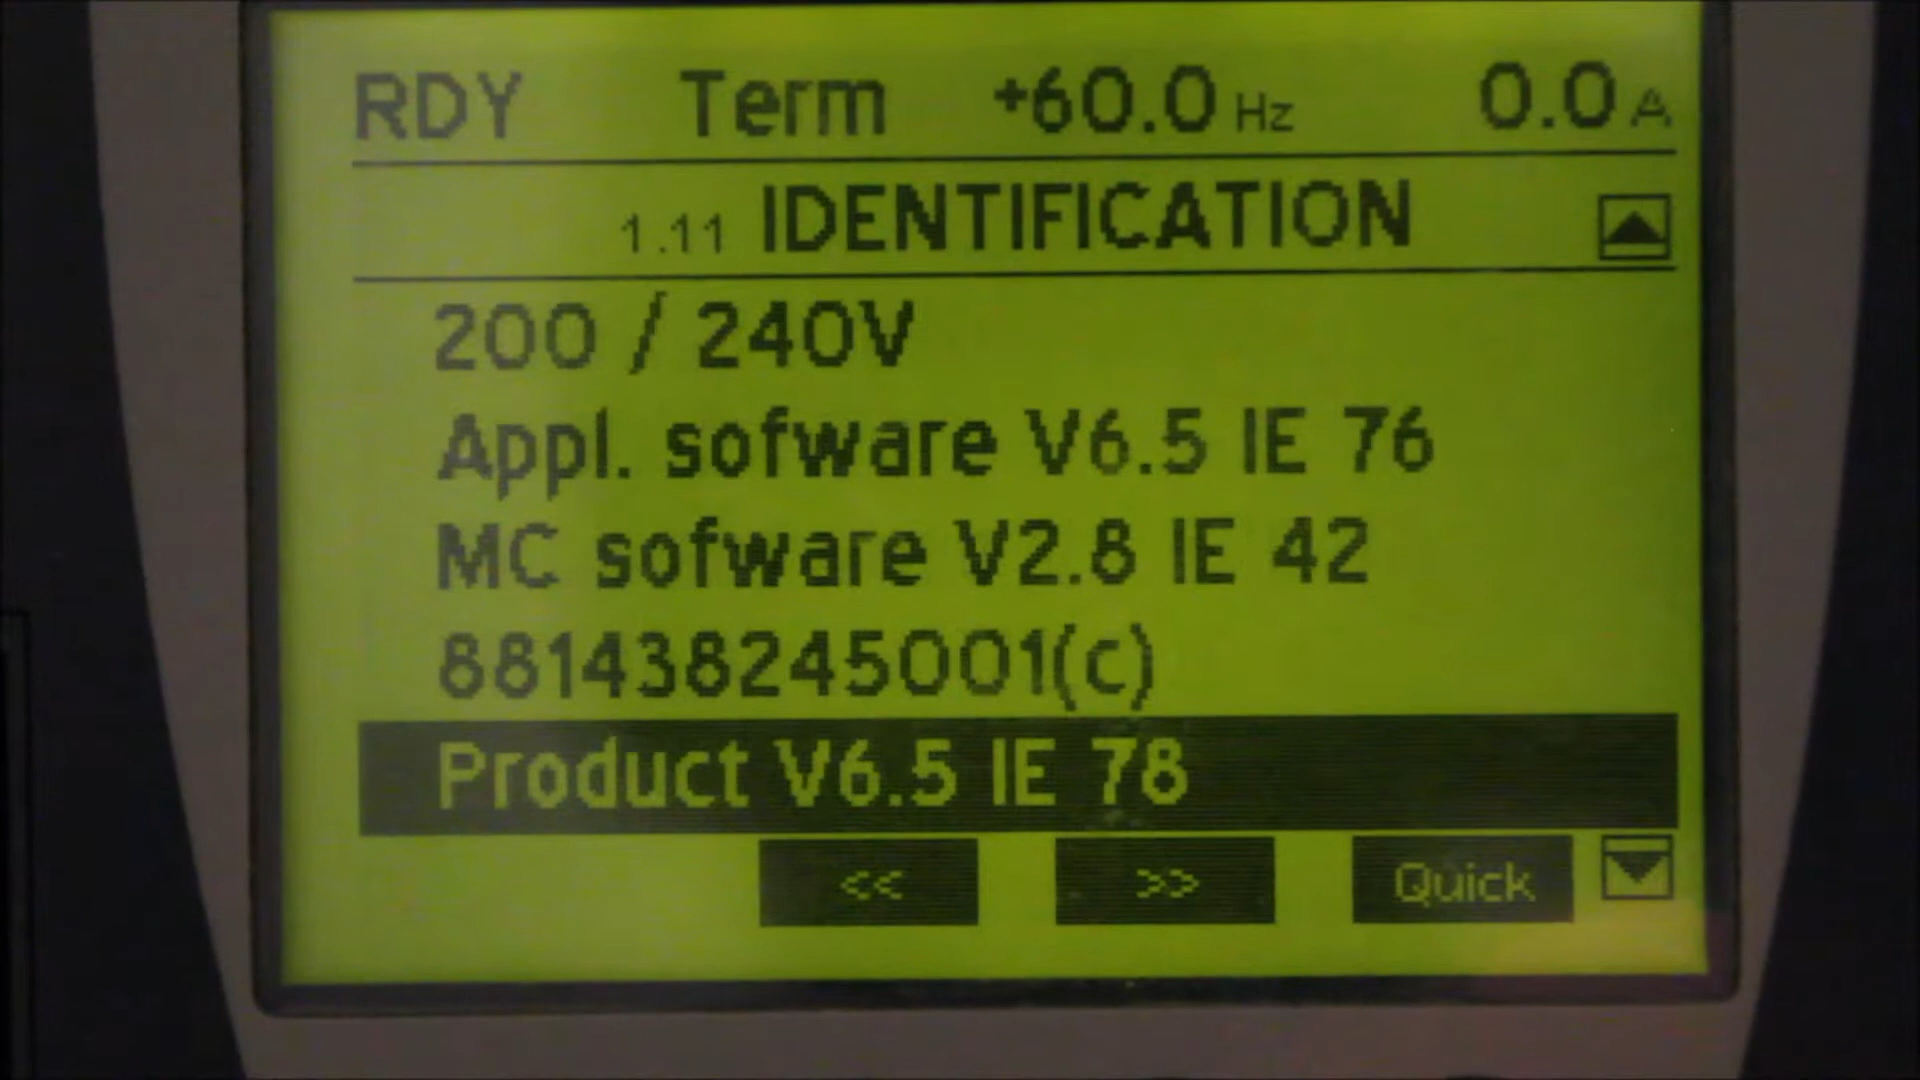 RDY Term +60.0 Hz 0.0 A
1.11 IDENTIFICATION
200 / 240V
Appl. sofware V6.5 IE 76
MC sofware V2.8 IE 42
881438245001(c)
Product V6.5 IE 78
<< >> Quick